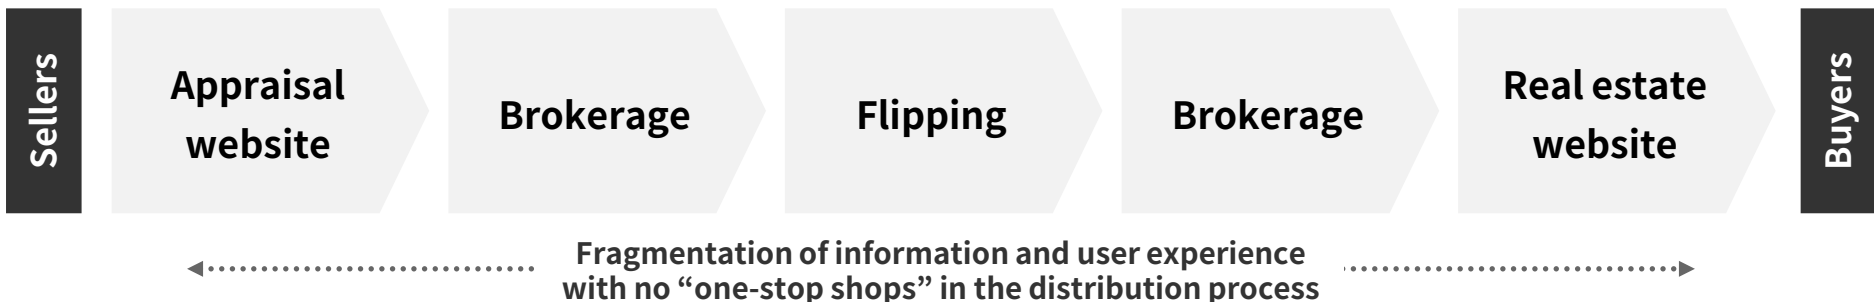 Sellers
Appraisal
website
Brokerage
Flipping
Brokerage
Real estate
website
Buyers
Fragmentation of information and user experience
with no “one-stop shops” in the distribution process